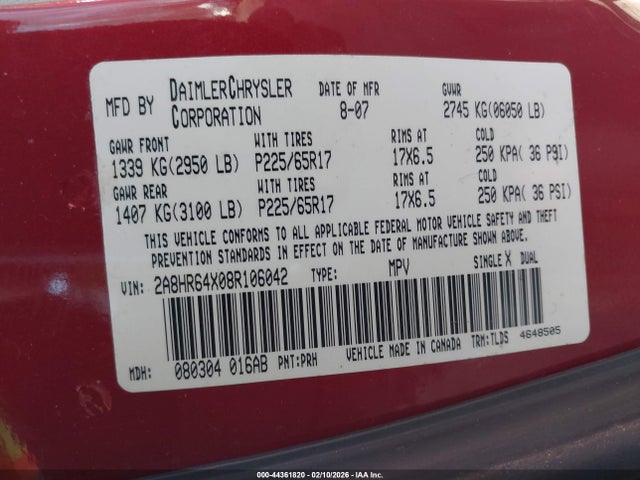 MFD BY DAIMLERCHRYSLER CORPORATION DATE OF MFR 8-07 GVWR 2745 KG(06050 LB)
GAWR FRONT WITH TIRES RIMS AT COLD
1339 KG(2950 LB) P225/65R17 17X6.5 250 KPA( 36 PSI)
GAWR REAR WITH TIRES RIMS AT COLD
1407 KG(3100 LB) P225/65R17 17X6.5 250 KPA( 36 PSI)
THIS VEHICLE CONFORMS TO ALL APPLICABLE FEDERAL MOTOR VEHICLE SAFETY AND THEFT
PREVENTION STANDARDS IN EFFECT ON THE DATE OF MANUFACTURE SHOWN ABOVE.
VIN: 2A8HR64X08R106042 TYPE: MPV SINGLE X DUAL
MDH: 080304 016AB PNT:PRH VEHICLE MADE IN CANADA TRM:TLDS 4648505
000-44361820 - 02/10/2026 - IAA Inc.